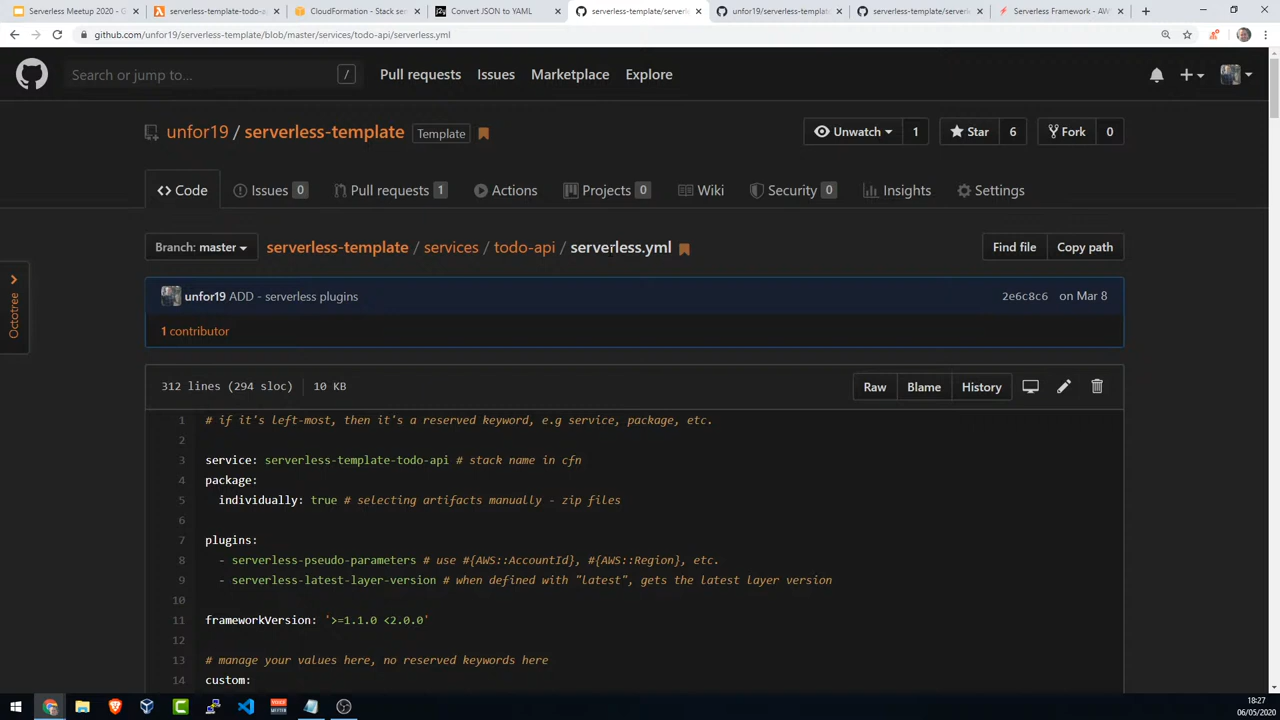 Serverless Meetup 2020 - G
serverless-template-todo-a
CloudFormation - Stack ser
Convert JSON to YAML
serverless-template/server
unfor19/serverless-templat
serverless-template/server
Serverless Framework - AW
github.com/unfor19/serverless-template/blob/master/services/todo-api/serverless.yml
Search or jump to... /
Pull requests Issues Marketplace Explore
unfor19 / serverless-template Template
Unwatch 1 Star 6 Fork 0
Code Issues 0 Pull requests 1 Actions Projects 0 Wiki Security 0 Insights Settings
Branch: master serverless-template / services / todo-api / serverless.yml Find file Copy path
Octotree
unfor19 ADD - serverless plugins 2e6c8c6 on Mar 8
1 contributor
312 lines (294 sloc) 10 KB Raw Blame History
1 # if it's left-most, then it's a reserved keyword, e.g service, package, etc.
2
3 service: serverless-template-todo-api # stack name in cfn
4 package:
5 individually: true # selecting artifacts manually - zip files
6
7 plugins:
8 - serverless-pseudo-parameters # use #{AWS::AccountId}, #{AWS::Region}, etc.
9 - serverless-latest-layer-version # when defined with "latest", gets the latest layer version
10
11 frameworkVersion: '>=1.1.0 <2.0.0'
12
13 # manage your values here, no reserved keywords here
14 custom:
18:27
06/05/2020